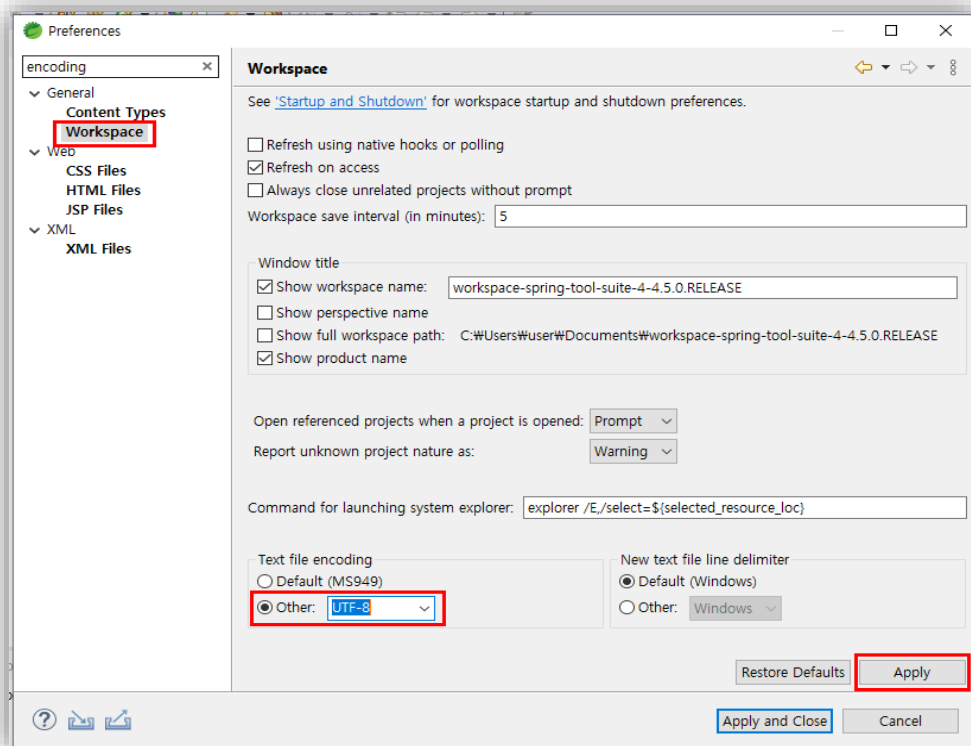 Preferences
encoding
General
Content Types
Workspace
Web
CSS Files
HTML Files
JSP Files
XML
XML Files
Workspace
See 'Startup and Shutdown' for workspace startup and shutdown preferences.
Refresh using native hooks or polling
Refresh on access
Always close unrelated projects without prompt
Workspace save interval (in minutes): 5
Window title
Show workspace name: workspace-spring-tool-suite-4-4.5.0.RELEASE
Show perspective name
Show full workspace path: C:₩Users₩user₩Documents₩workspace-spring-tool-suite-4-4.5.0.RELEASE
Show product name
Open referenced projects when a project is opened: Prompt
Report unknown project nature as: Warning
Command for launching system explorer: explorer /E,/select=${selected_resource_loc}
Text file encoding
Default (MS949)
Other: UTF-8
New text file line delimiter
Default (Windows)
Other: Windows
Restore Defaults Apply
Apply and Close Cancel